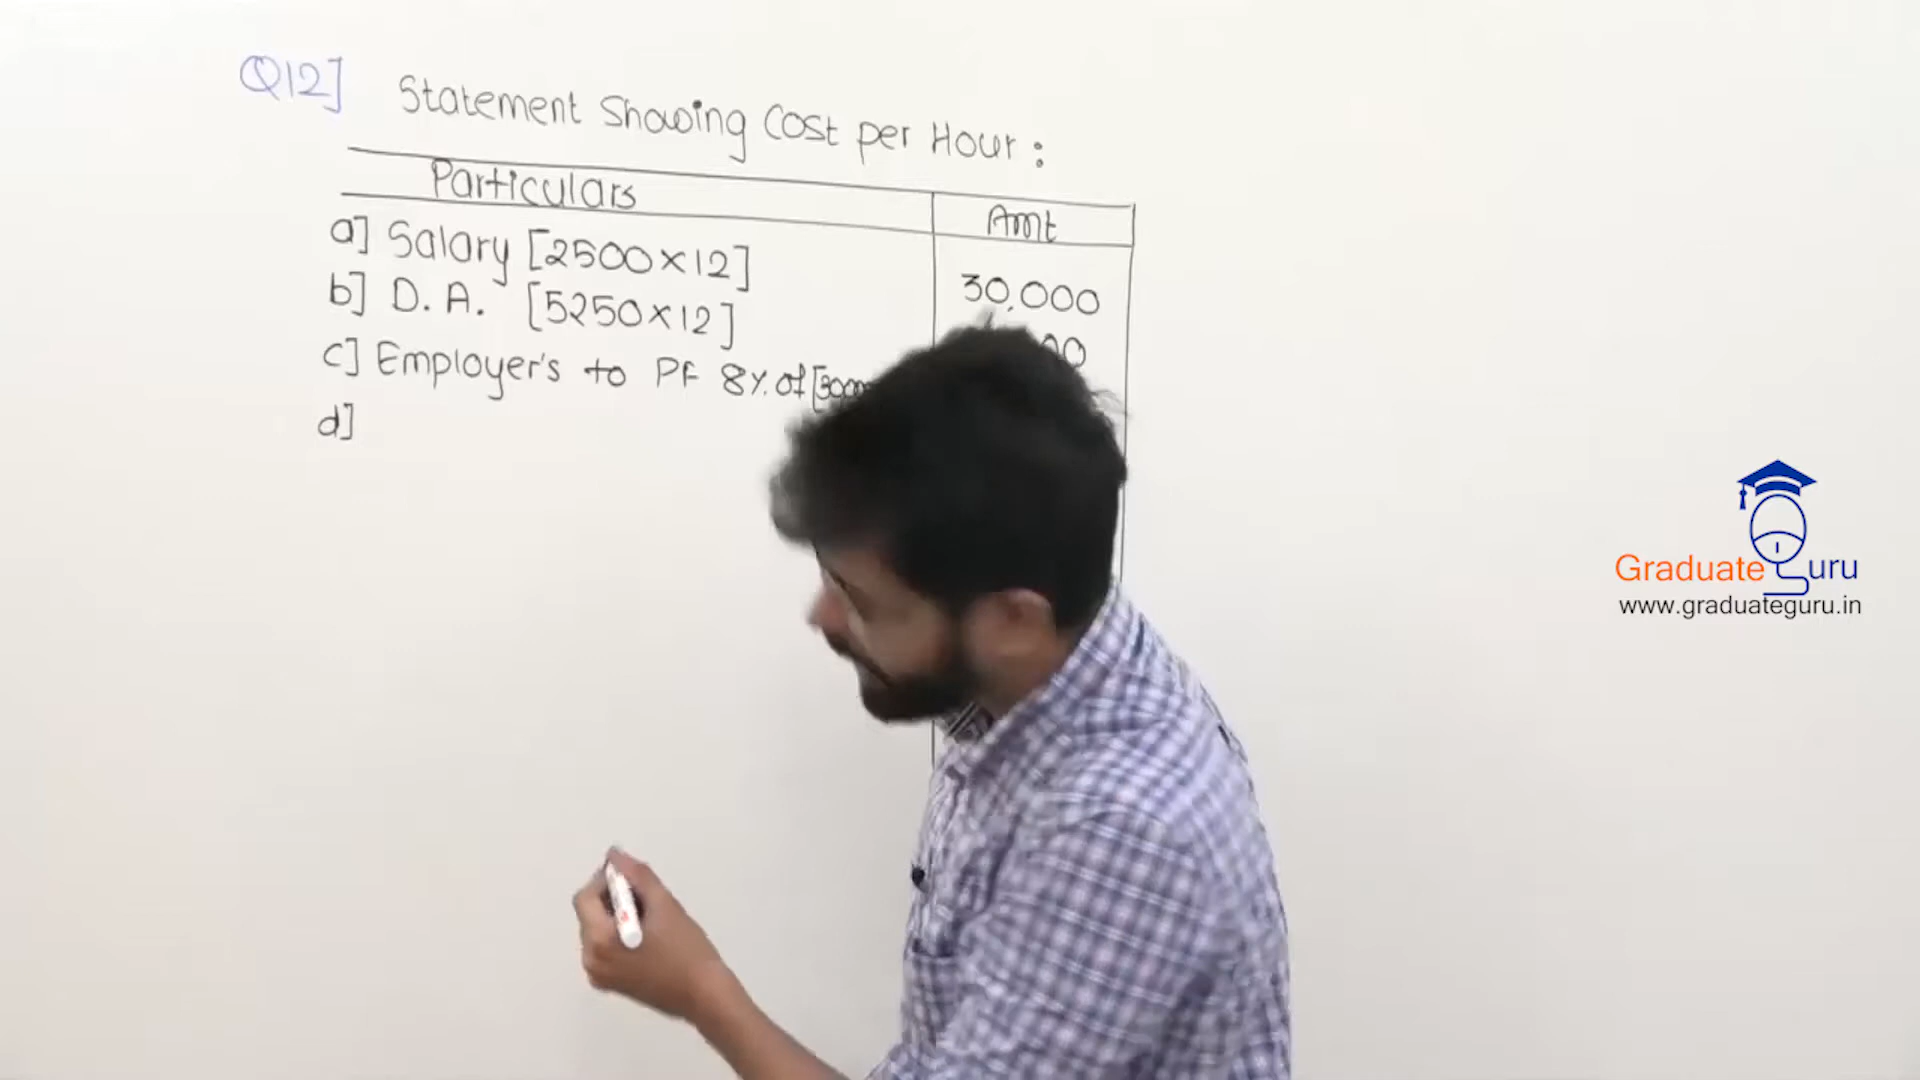 Q12] Statement Showing Cost per Hour :
Particulars Amt
a] Salary [2500×12] 30,000
b] D.A. [5250×12]
c] Employer's to PF 8% of [3000
d]
Graduate Guru
www.graduateguru.in